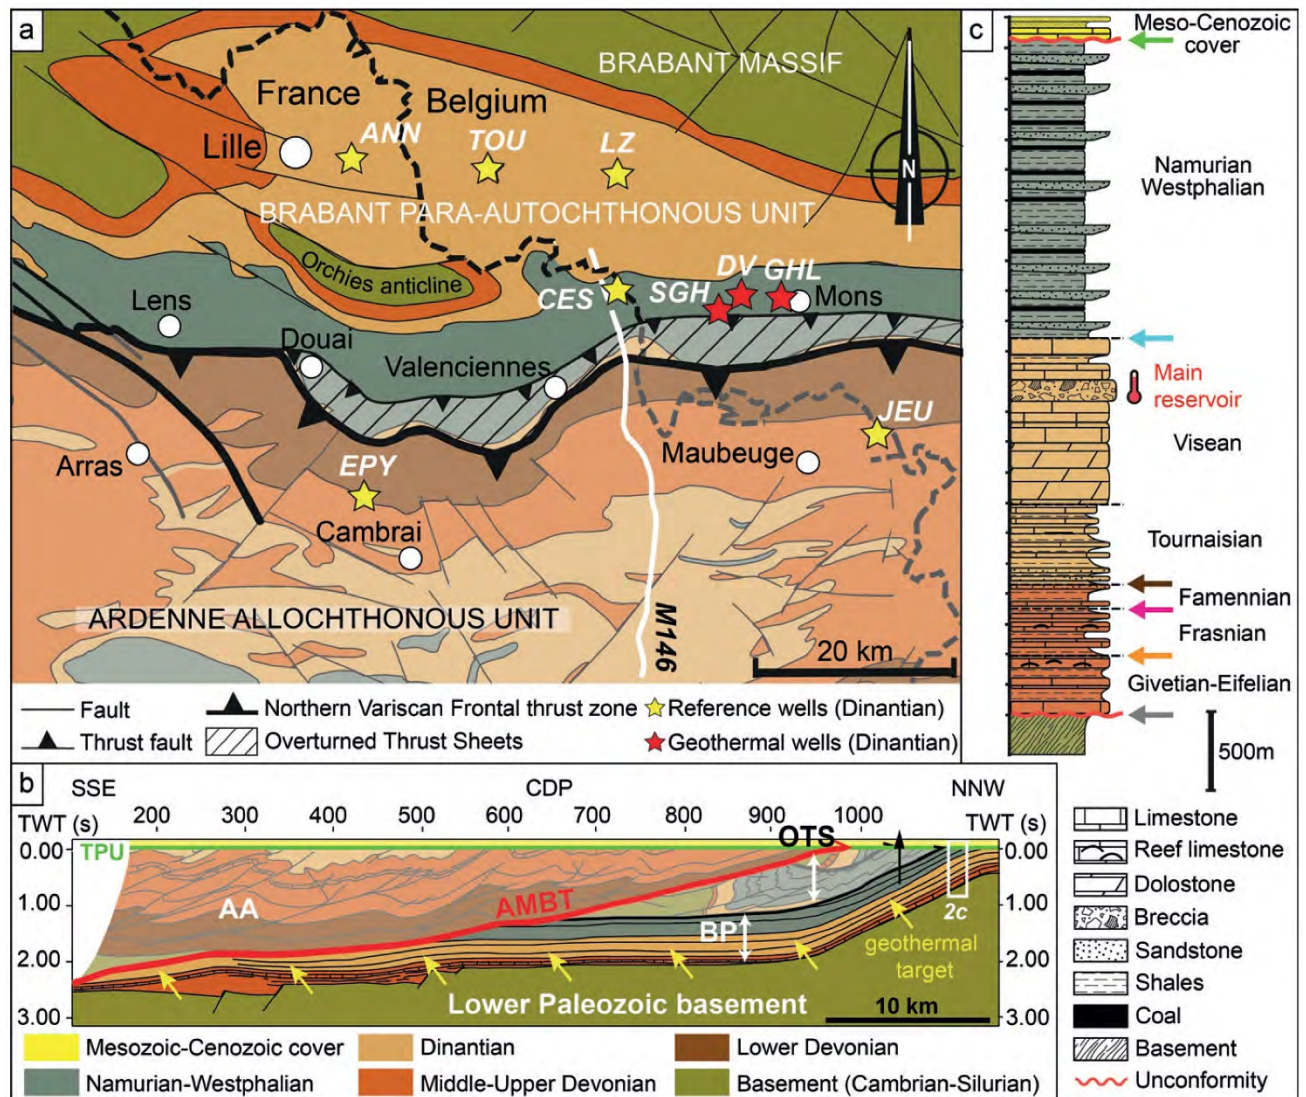 a
BRABANT MASSIF
France
Belgium
ANN
TOU
LZ
Lille
N
BRABANT PARA-AUTOCHTHONOUS UNIT
Orchies anticline
DV
GHL
CES
SGH
Mons
Lens
Douai
Valenciennes
JEU
Arras
EPY
Maubeuge
Cambrai
ARDENNE ALLOCHTHONOUS UNIT
M146
20 km
Fault
Northern Variscan Frontal thrust zone
Reference wells (Dinantian)
Thrust fault
Overturned Thrust Sheets
Geothermal wells (Dinantian)
b
SSE
CDP
NNW
TWT (s)
200
300
400
500
600
700
800
900
1000
TWT (s)
OTS
0.00
TPU
0.00
AA
AMBT
1.00
1.00
2c
BP
geothermal
target
2.00
2.00
Lower Paleozoic basement
10 km
3.00
3.00
Mesozoic-Cenozoic cover
Dinantian
Lower Devonian
Namurian-Westphalian
Middle-Upper Devonian
Basement (Cambrian-Silurian)
c
Meso-Cenozoic
cover
Namurian
Westphalian
Main
reservoir
Visean
Tournaisian
Famennian
Frasnian
Givetian-Eifelian
500m
Limestone
Reef limestone
Dolostone
Breccia
Sandstone
Shales
Coal
Basement
Unconformity